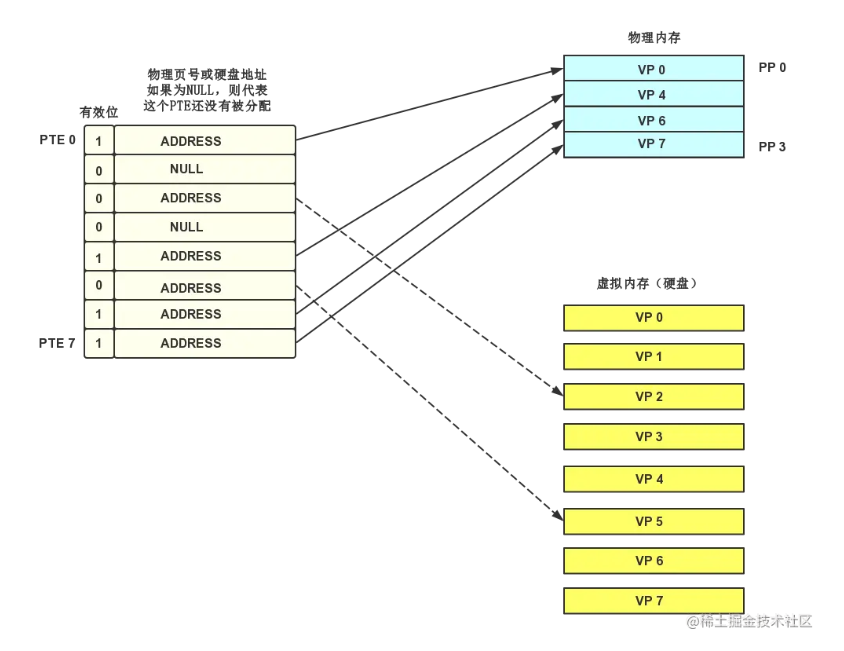 物理内存
物理页号或硬盘地址
如果为NULL，则代表
这个PTE还没有被分配
有效位
PTE 0
1 ADDRESS
0 NULL
0 ADDRESS
0 NULL
1 ADDRESS
0 ADDRESS
1 ADDRESS
PTE 7
1 ADDRESS
VP 0
PP 0
VP 4
VP 6
VP 7
PP 3
虚拟内存（硬盘）
VP 0
VP 1
VP 2
VP 3
VP 4
VP 5
VP 6
VP 7
@稀土掘金技术社区